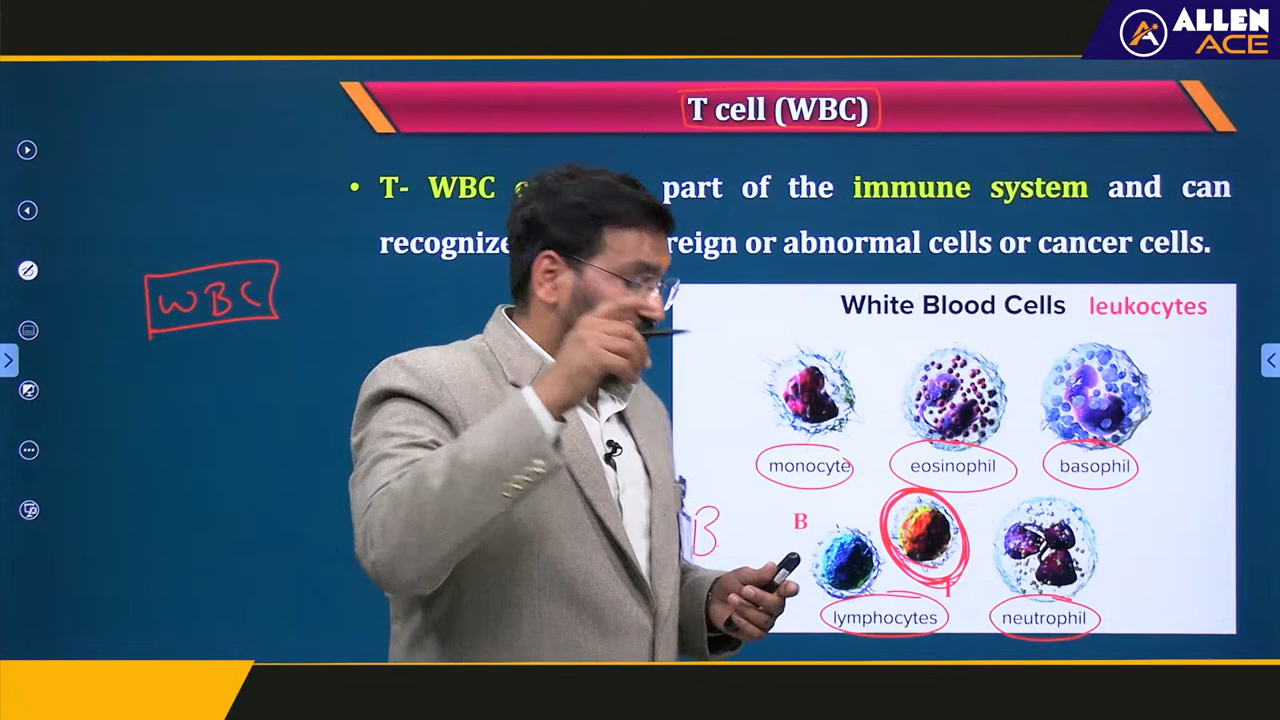 ALLEN
ACE
T cell (WBC)
• T- WBC part of the immune system and can
recognize reign or abnormal cells or cancer cells.
WBC
White Blood Cells leukocytes
monocyte eosinophil basophil
B B
T
lymphocytes neutrophil